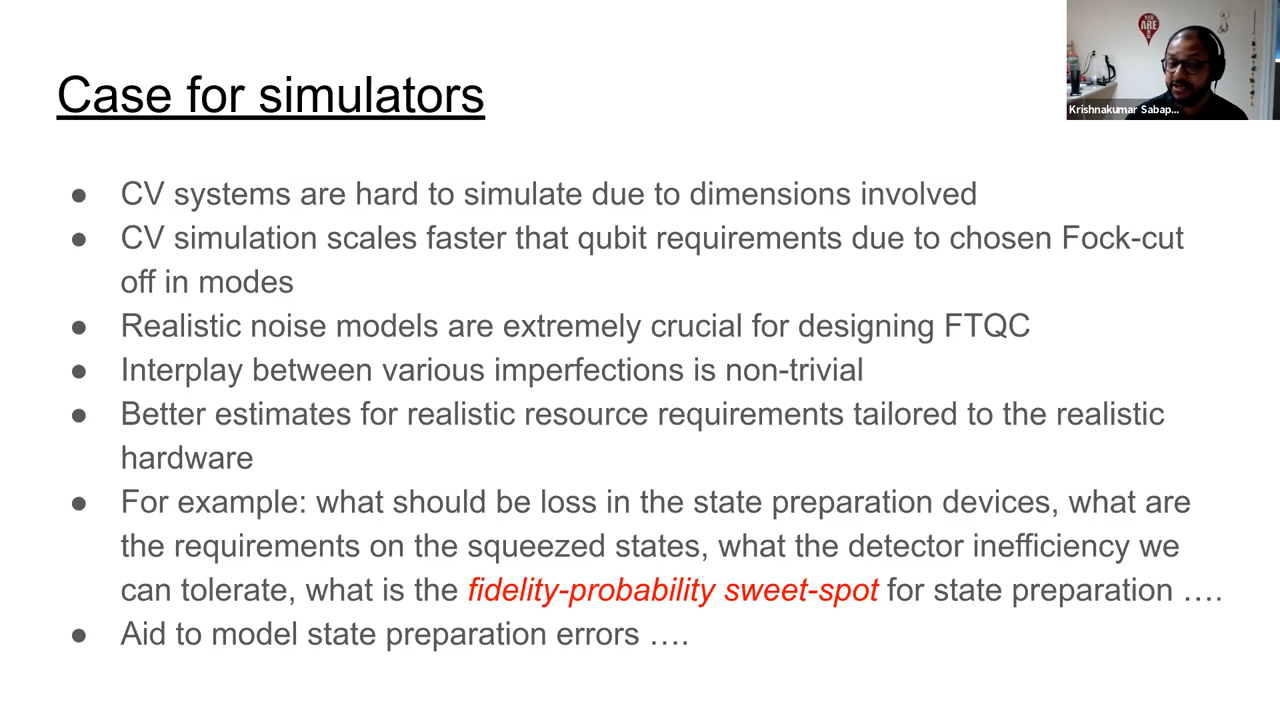 Case for simulators
YOU
ARE
Krishnakumar Sabap...
● CV systems are hard to simulate due to dimensions involved
● CV simulation scales faster that qubit requirements due to chosen Fock-cut
off in modes
● Realistic noise models are extremely crucial for designing FTQC
● Interplay between various imperfections is non-trivial
● Better estimates for realistic resource requirements tailored to the realistic
hardware
● For example: what should be loss in the state preparation devices, what are
the requirements on the squeezed states, what the detector inefficiency we
can tolerate, what is the fidelity-probability sweet-spot for state preparation ….
● Aid to model state preparation errors ….